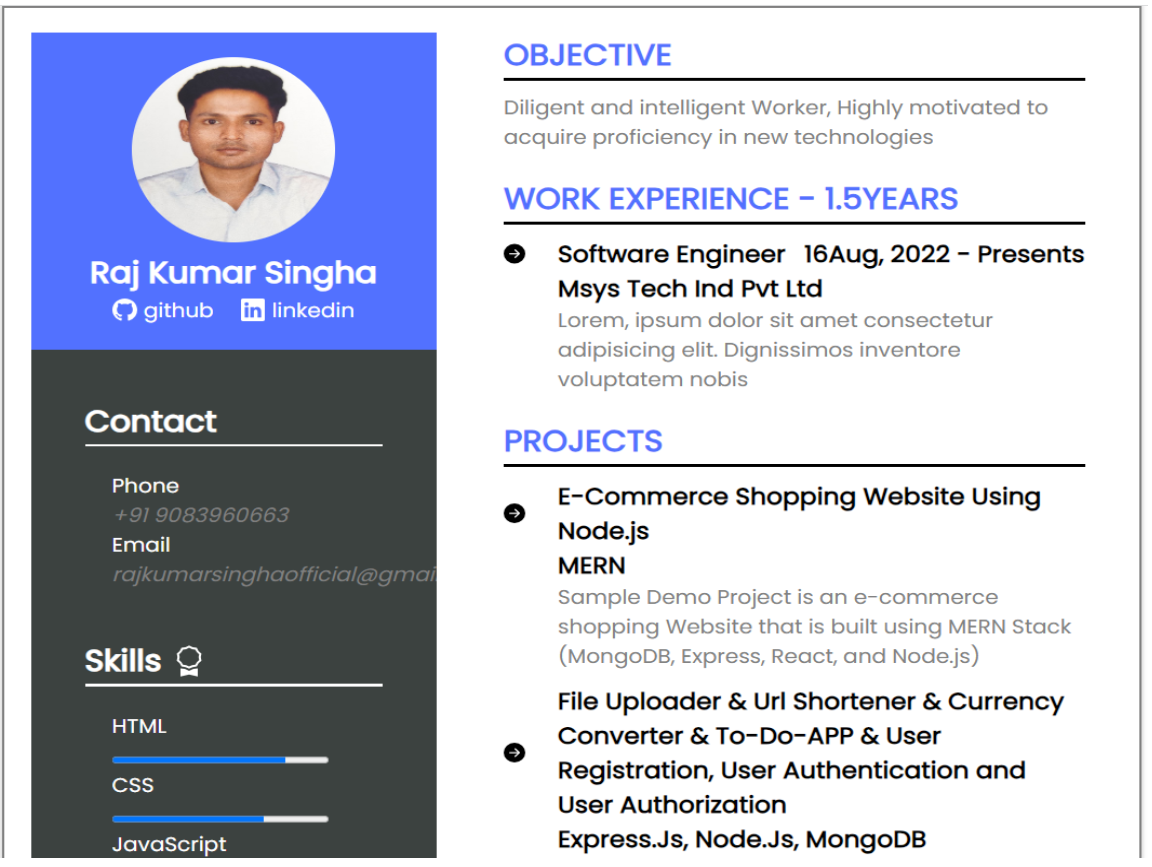 Raj Kumar Singha
github linkedin
Contact
Phone
+91 9083960663
Email
rajkumarsinghaofficial@gmai
Skills
HTML
CSS
JavaScript
OBJECTIVE
Diligent and intelligent Worker, Highly motivated to
acquire proficiency in new technologies
WORK EXPERIENCE - 1.5YEARS
Software Engineer 16Aug, 2022 - Presents
Msys Tech Ind Pvt Ltd
Lorem, ipsum dolor sit amet consectetur
adipisicing elit. Dignissimos inventore
voluptatem nobis
PROJECTS
E-Commerce Shopping Website Using
Node.js
MERN
Sample Demo Project is an e-commerce
shopping Website that is built using MERN Stack
(MongoDB, Express, React, and Node.js)
File Uploader & Url Shortener & Currency
Converter & To-Do-APP & User
Registration, User Authentication and
User Authorization
Express.Js, Node.Js, MongoDB